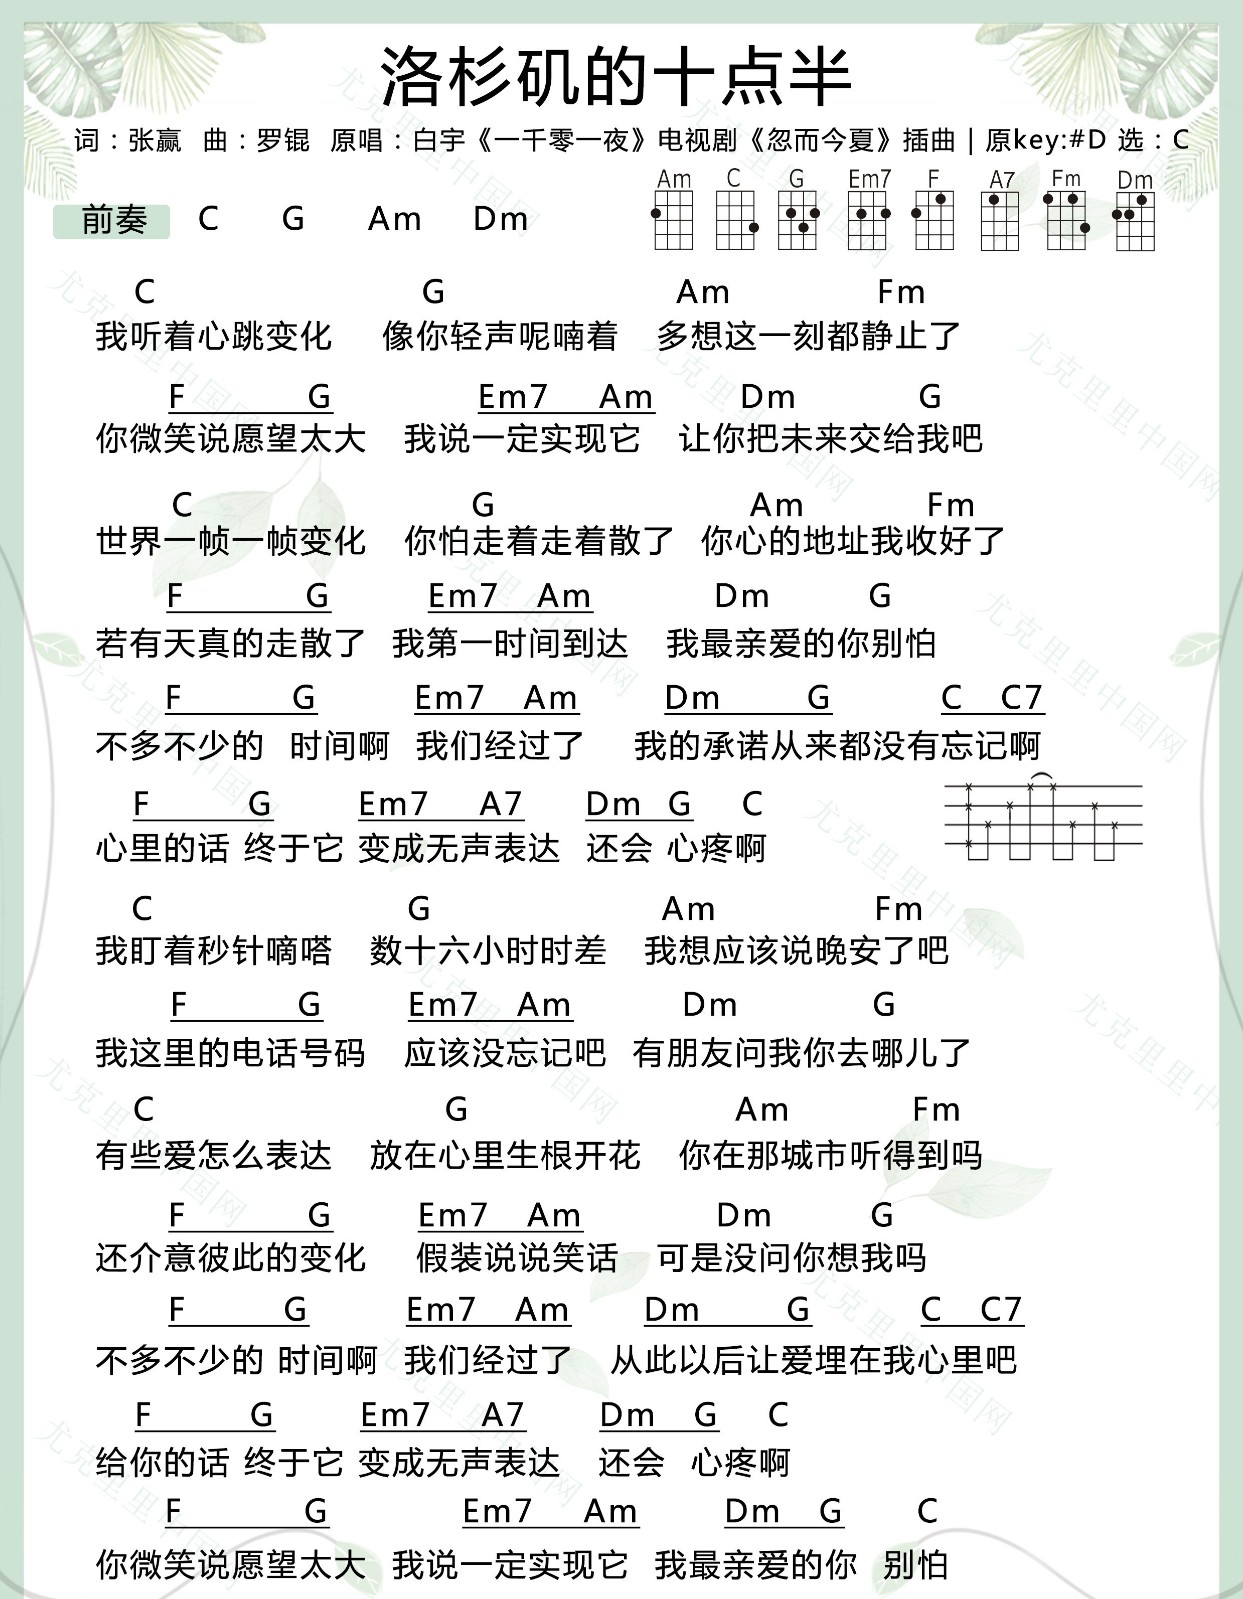 洛杉矶的十点半
词：张赢 曲：罗锟 原唱：白宇《一千零一夜》电视剧《忽而今夏》插曲 | 原key:#D 选：C
Am C G Em7 F A7 Fm Dm
前奏 C G Am Dm
C G Am Fm
我听着心跳变化 像你轻声呢喃着 多想这一刻都静止了
F G Em7 Am Dm G
你微笑说愿望太大 我说一定实现它 让你把未来交给我吧
C G Am Fm
世界一帧一帧变化 你怕走着走着散了 你心的地址我收好了
F G Em7 Am Dm G
若有天真的走散了 我第一时间到达 我最亲爱的你别怕
F G Em7 Am Dm G C C7
不多不少的 时间啊 我们经过了 我的承诺从来都没有忘记啊
F G Em7 A7 Dm G C
心里的话 终于它 变成无声表达 还会 心疼啊
C G Am Fm
我盯着秒针嘀嗒 数十六小时时差 我想应该说晚安了吧
F G Em7 Am Dm G
我这里的电话号码 应该没忘记吧 有朋友问我你去哪儿了
C G Am Fm
有些爱怎么表达 放在心里生根开花 你在那城市听得到吗
F G Em7 Am Dm G
还介意彼此的变化 假装说说笑话 可是没问你想我吗
F G Em7 Am Dm G C C7
不多不少的 时间啊 我们经过了 从此以后让爱埋在我心里吧
F G Em7 A7 Dm G C
给你的话 终于它 变成无声表达 还会 心疼啊
F G Em7 Am Dm G C
你微笑说愿望太大 我说一定实现它 我最亲爱的你 别怕
尤克里里中国网